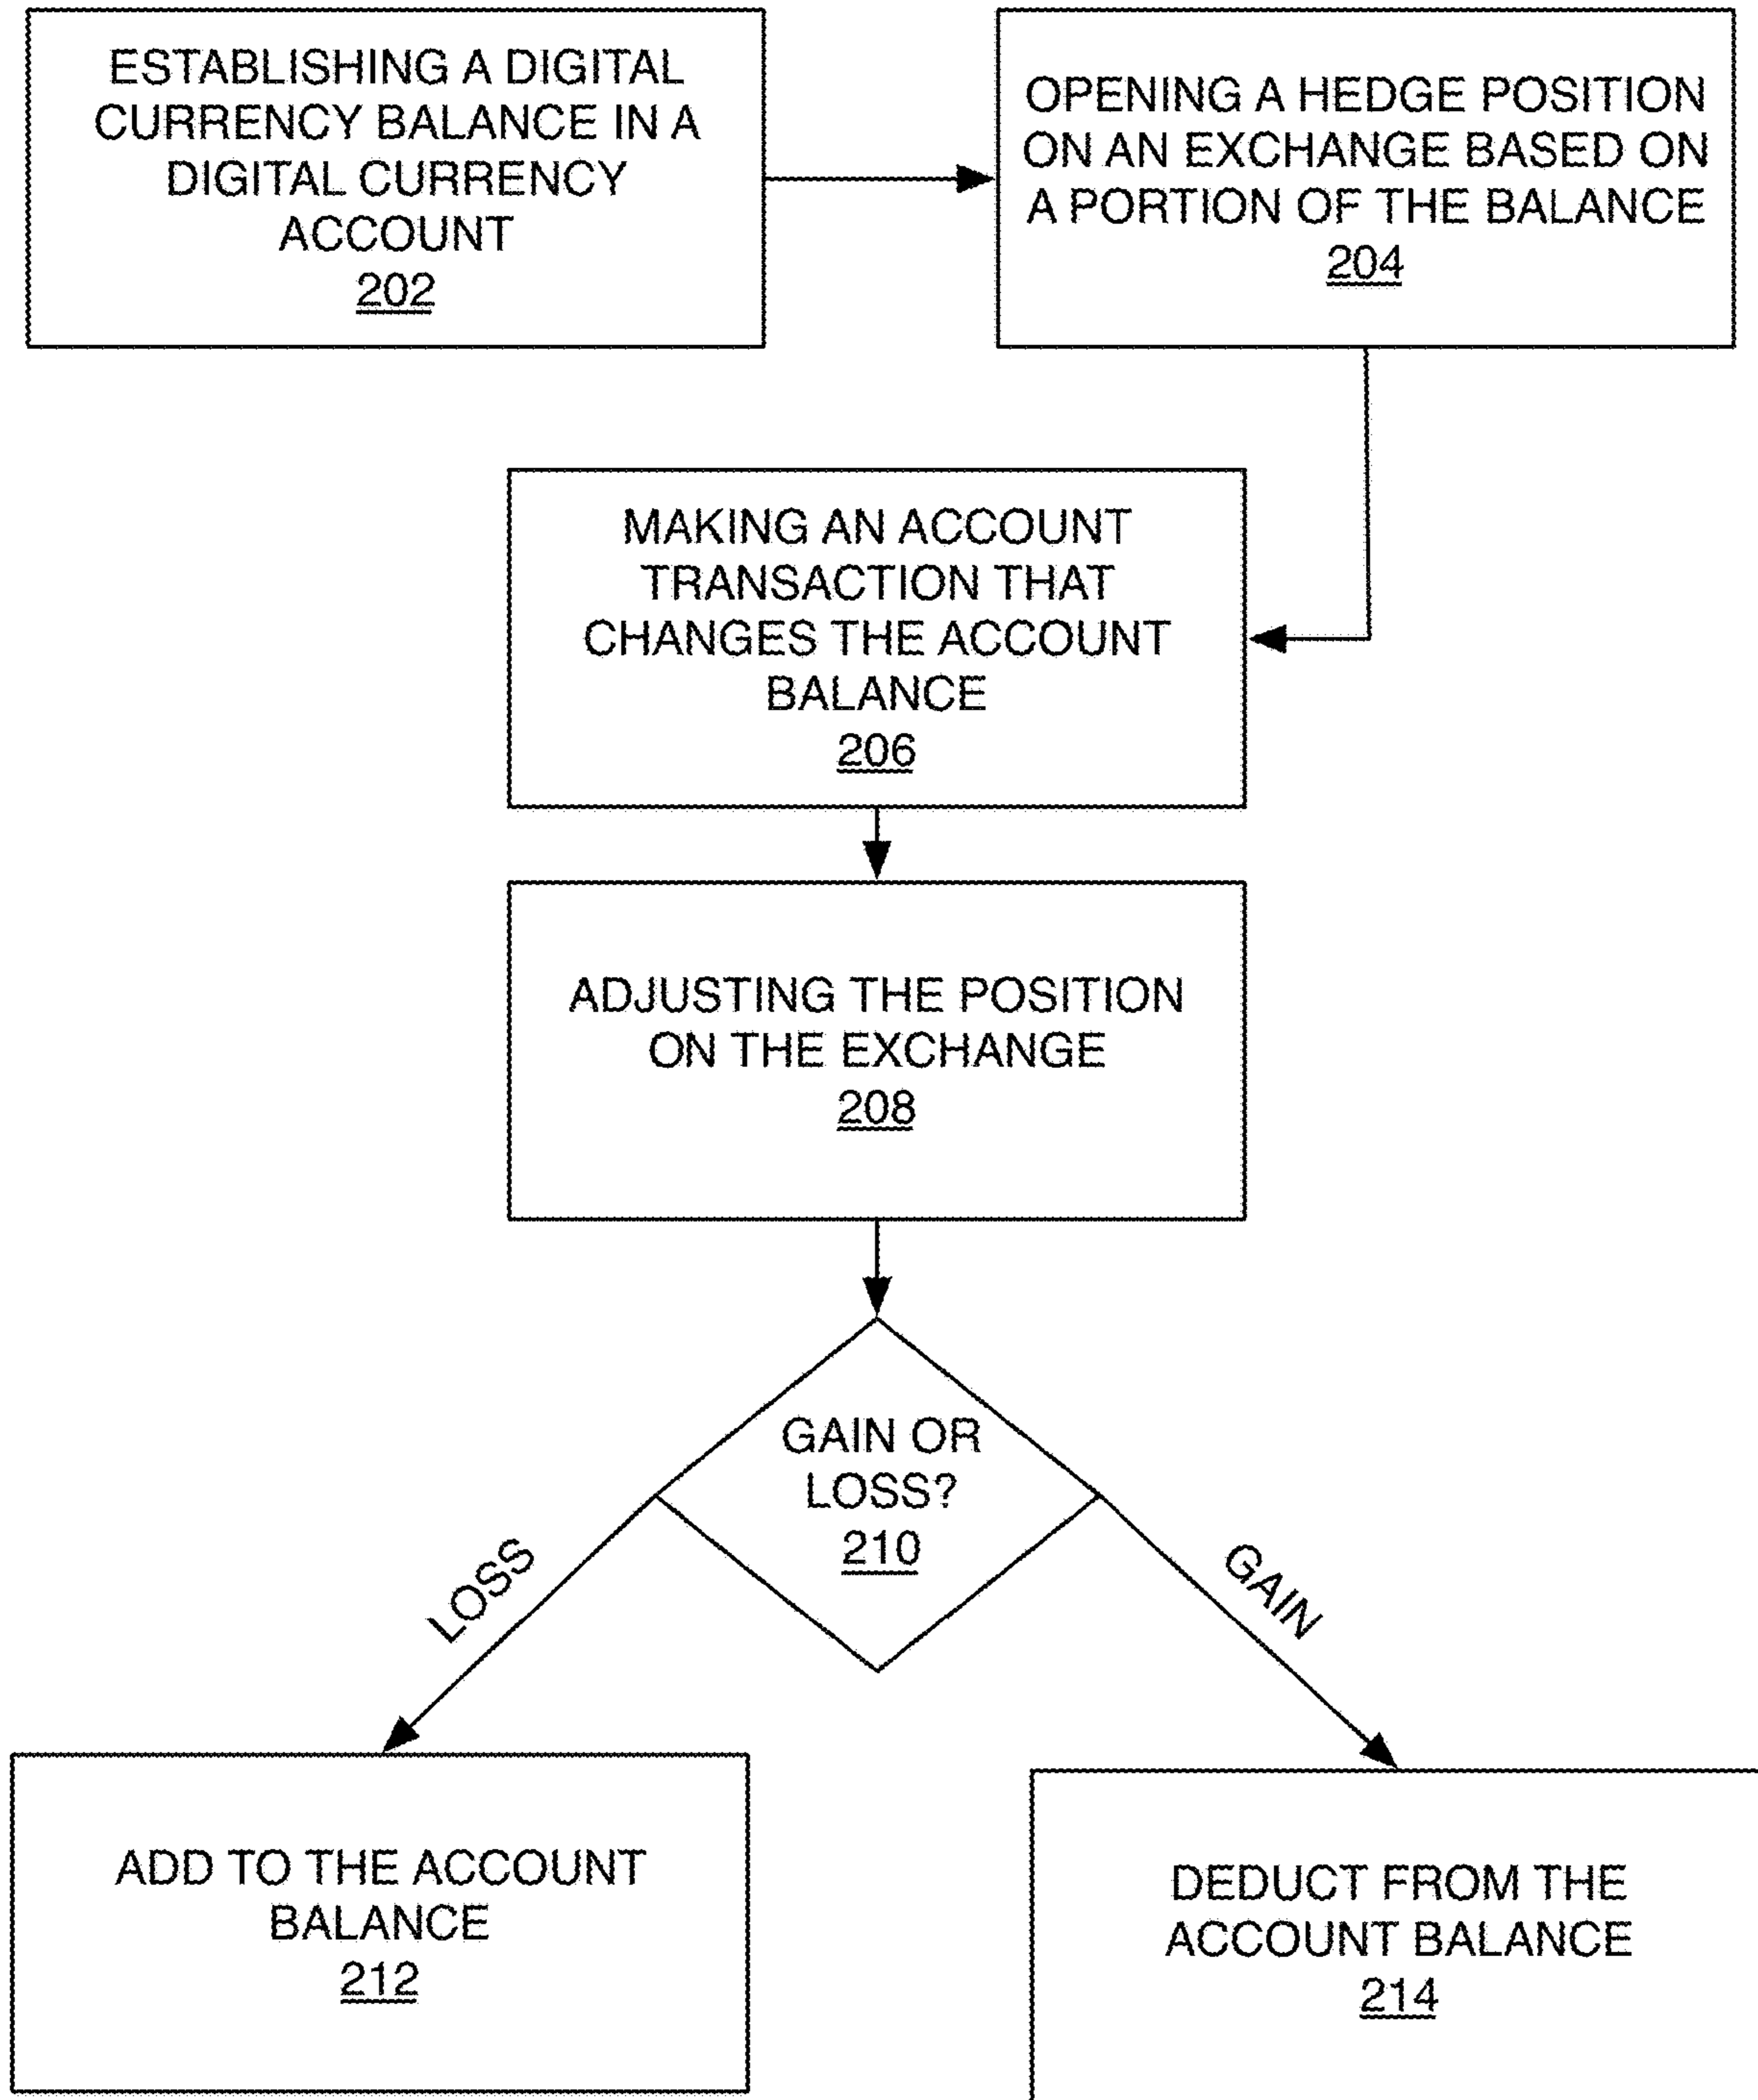 ESTABLISHING A DIGITAL
CURRENCY BALANCE IN A
DIGITAL CURRENCY
ACCOUNT
202
OPENING A HEDGE POSITION
ON AN EXCHANGE BASED ON
A PORTION OF THE BALANCE
204
MAKING AN ACCOUNT
TRANSACTION THAT
CHANGES THE ACCOUNT
BALANCE
206
ADJUSTING THE POSITION
ON THE EXCHANGE
208
GAIN OR
LOSS?
210
LOSS
GAIN
ADD TO THE ACCOUNT
BALANCE
212
DEDUCT FROM THE
ACCOUNT BALANCE
214